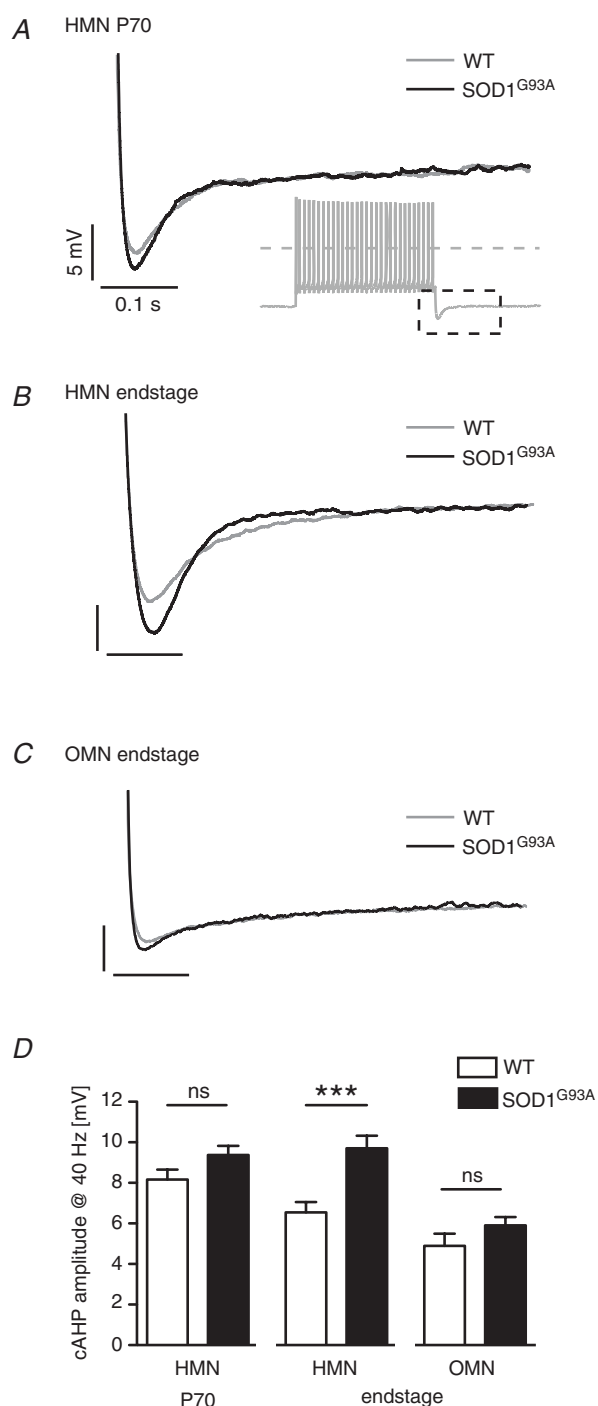 A HMN P70
WT
SOD1G93A
5 mV
0.1 s
B HMN endstage
WT
SOD1G93A
C OMN endstage
WT
SOD1G93A
D
WT
SOD1G93A
cAHP amplitude @ 40 Hz [mV]
12
10
8
6
4
2
0
ns
***
ns
HMN HMN OMN
P70 endstage